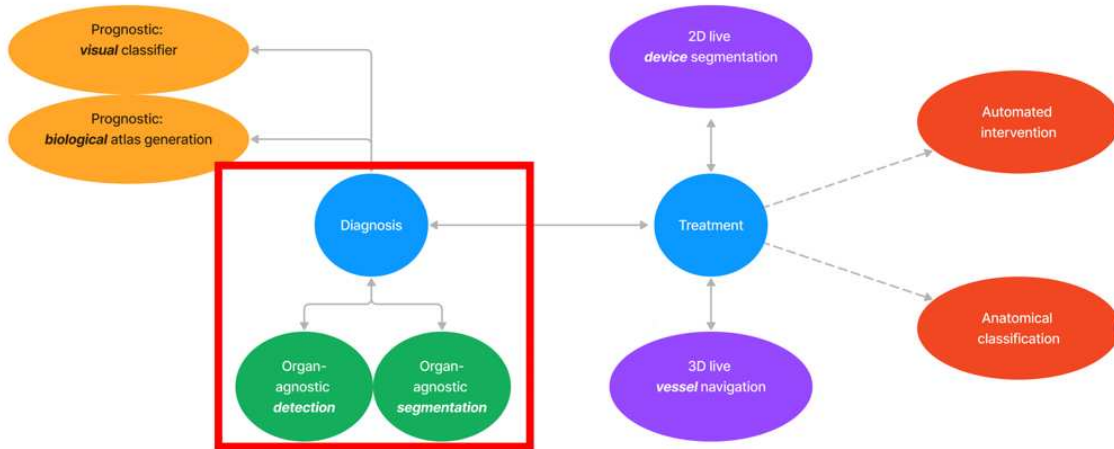 Prognostic:
visual classifier
Prognostic:
biological atlas generation
Diagnosis
Organ-
agnostic
detection
Organ-
agnostic
segmentation
2D live
device segmentation
Treatment
3D live
vessel navigation
Automated
intervention
Anatomical
classification